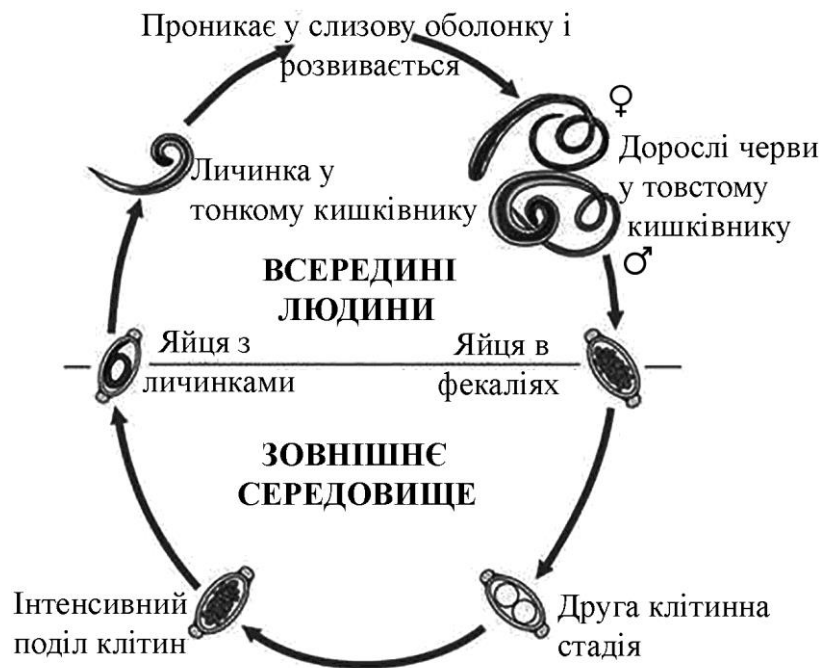 Проникає у слизову оболонку і
розвивається
♀
Дорослі черви
у товстому
кишківнику
♂
Личинка у
тонкому кишківнику
ВСЕРЕДИНІ
ЛЮДИНИ
Яйця з
личинками
Яйця в
фекаліях
ЗОВНІШНЄ
СЕРЕДОВИЩЕ
Інтенсивний
поділ клітин
Друга клітинна
стадія